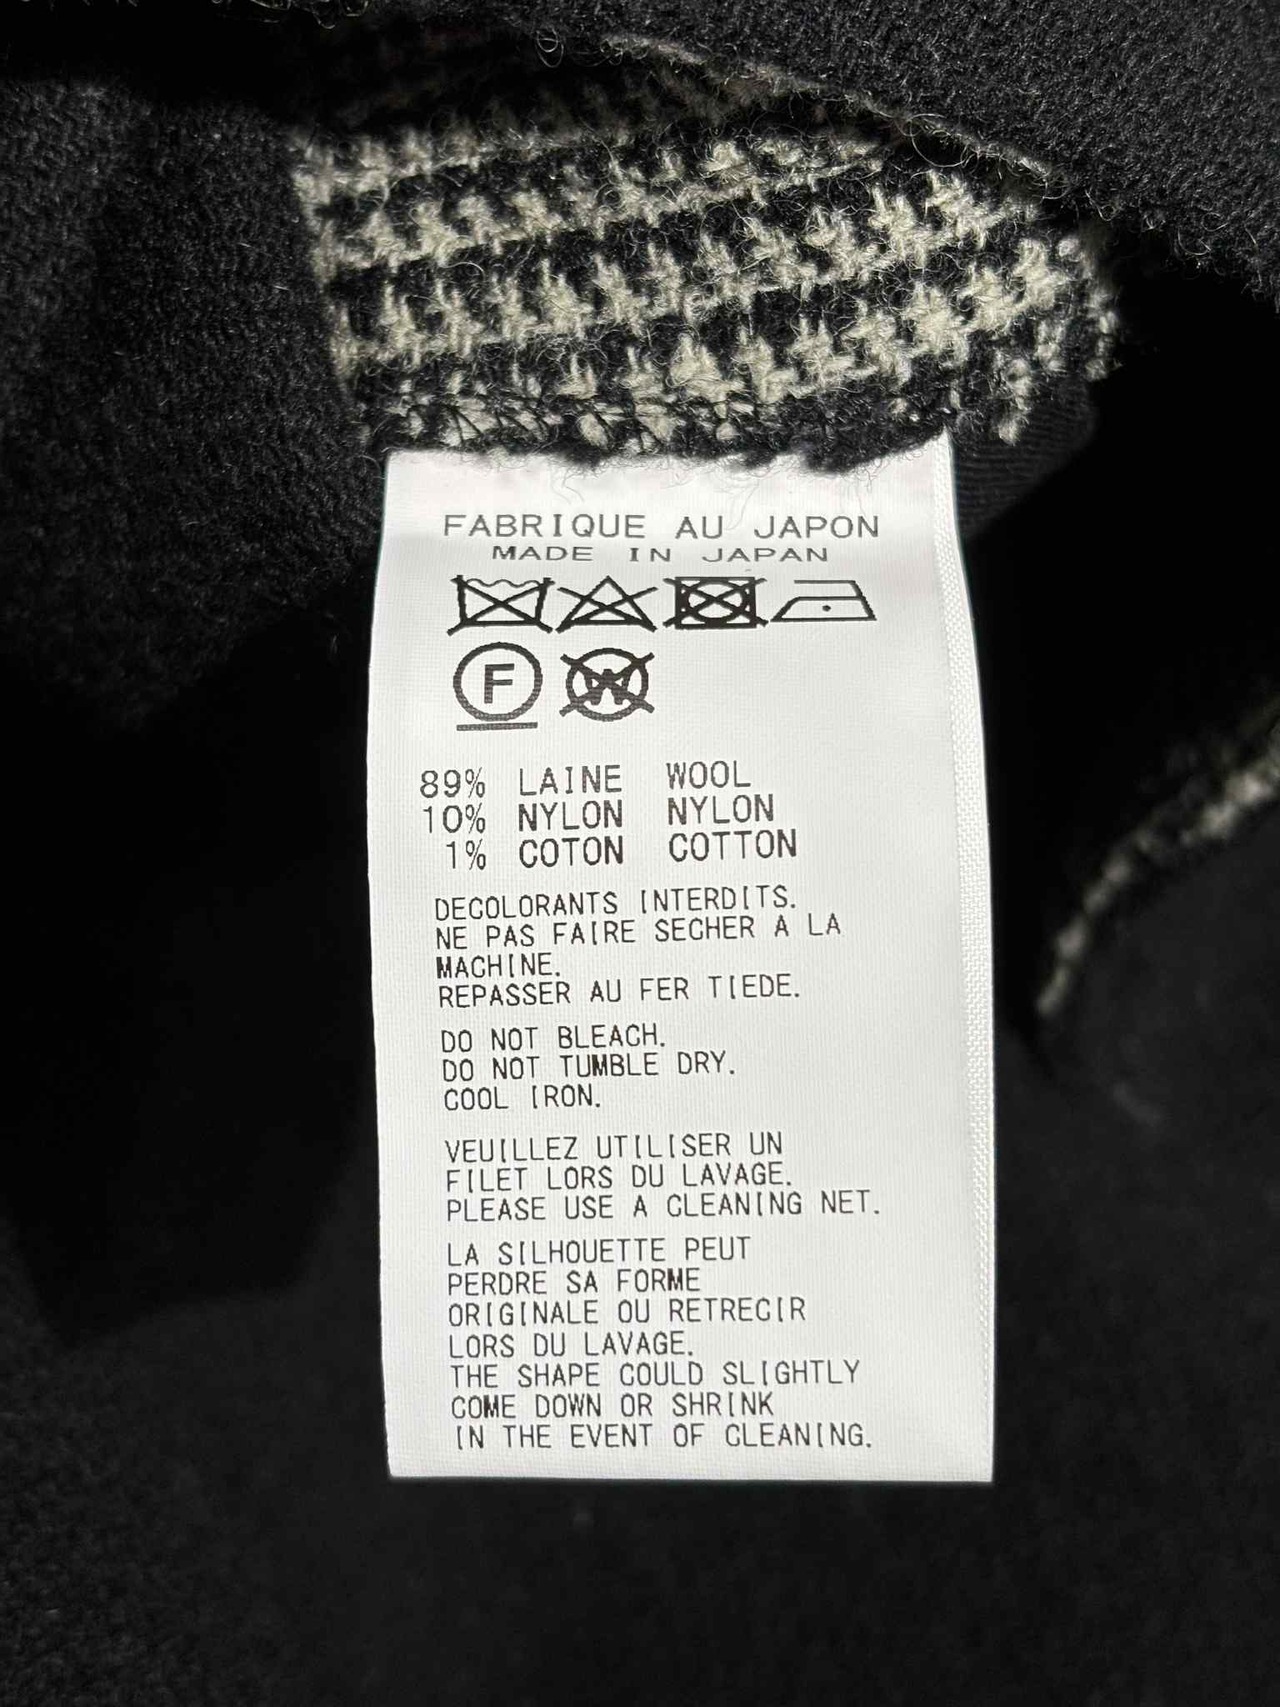 FABRIQUE AU JAPON
MADE IN JAPAN
F W
89% LAINE WOOL
10% NYLON NYLON
1% COTON COTTON
DECOLORANTS INTERDITS.
NE PAS FAIRE SECHER A LA
MACHINE.
REPASSER AU FER TIEDE.
DO NOT BLEACH.
DO NOT TUMBLE DRY.
COOL IRON.
VEUILLEZ UTILISER UN
FILET LORS DU LAVAGE.
PLEASE USE A CLEANING NET.
LA SILHOUETTE PEUT
PERDRE SA FORME
ORIGINALE OU RETRECIR
LORS DU LAVAGE.
THE SHAPE COULD SLIGHTLY
COME DOWN OR SHRINK
IN THE EVENT OF CLEANING.